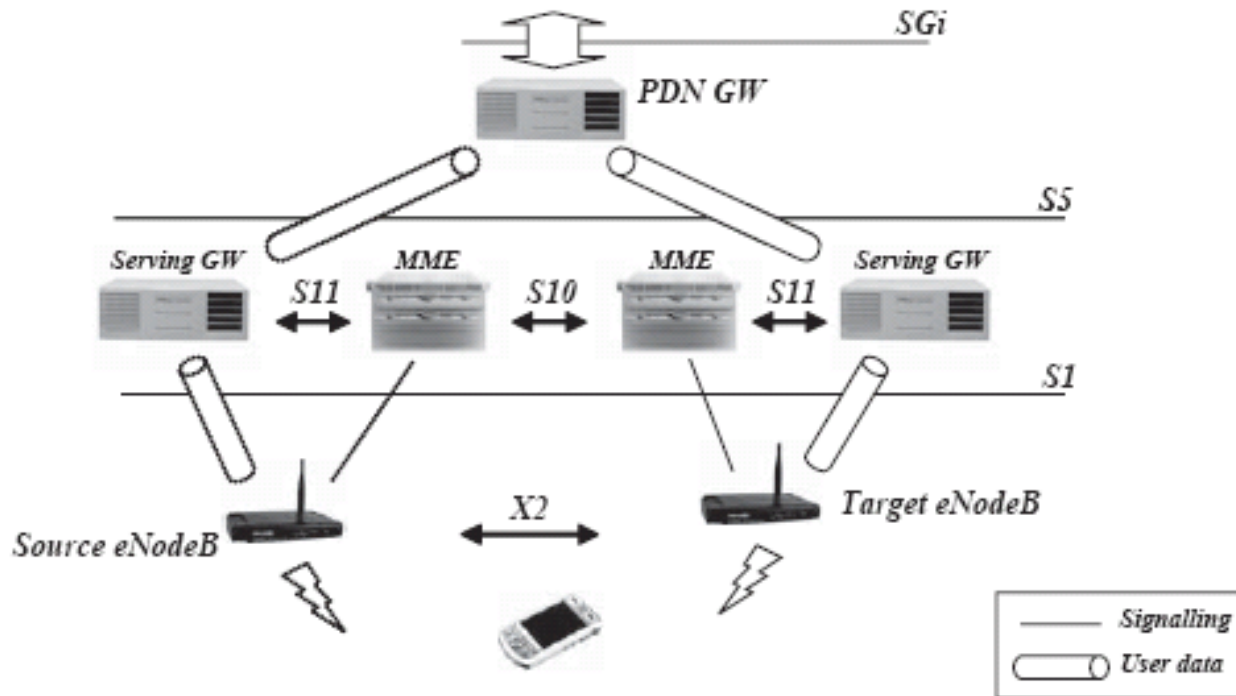 SGi
PDN GW
S5
Serving GW
MME
MME
Serving GW
S11
S10
S11
S1
Target eNodeB
X2
Source eNodeB
Signalling
User data